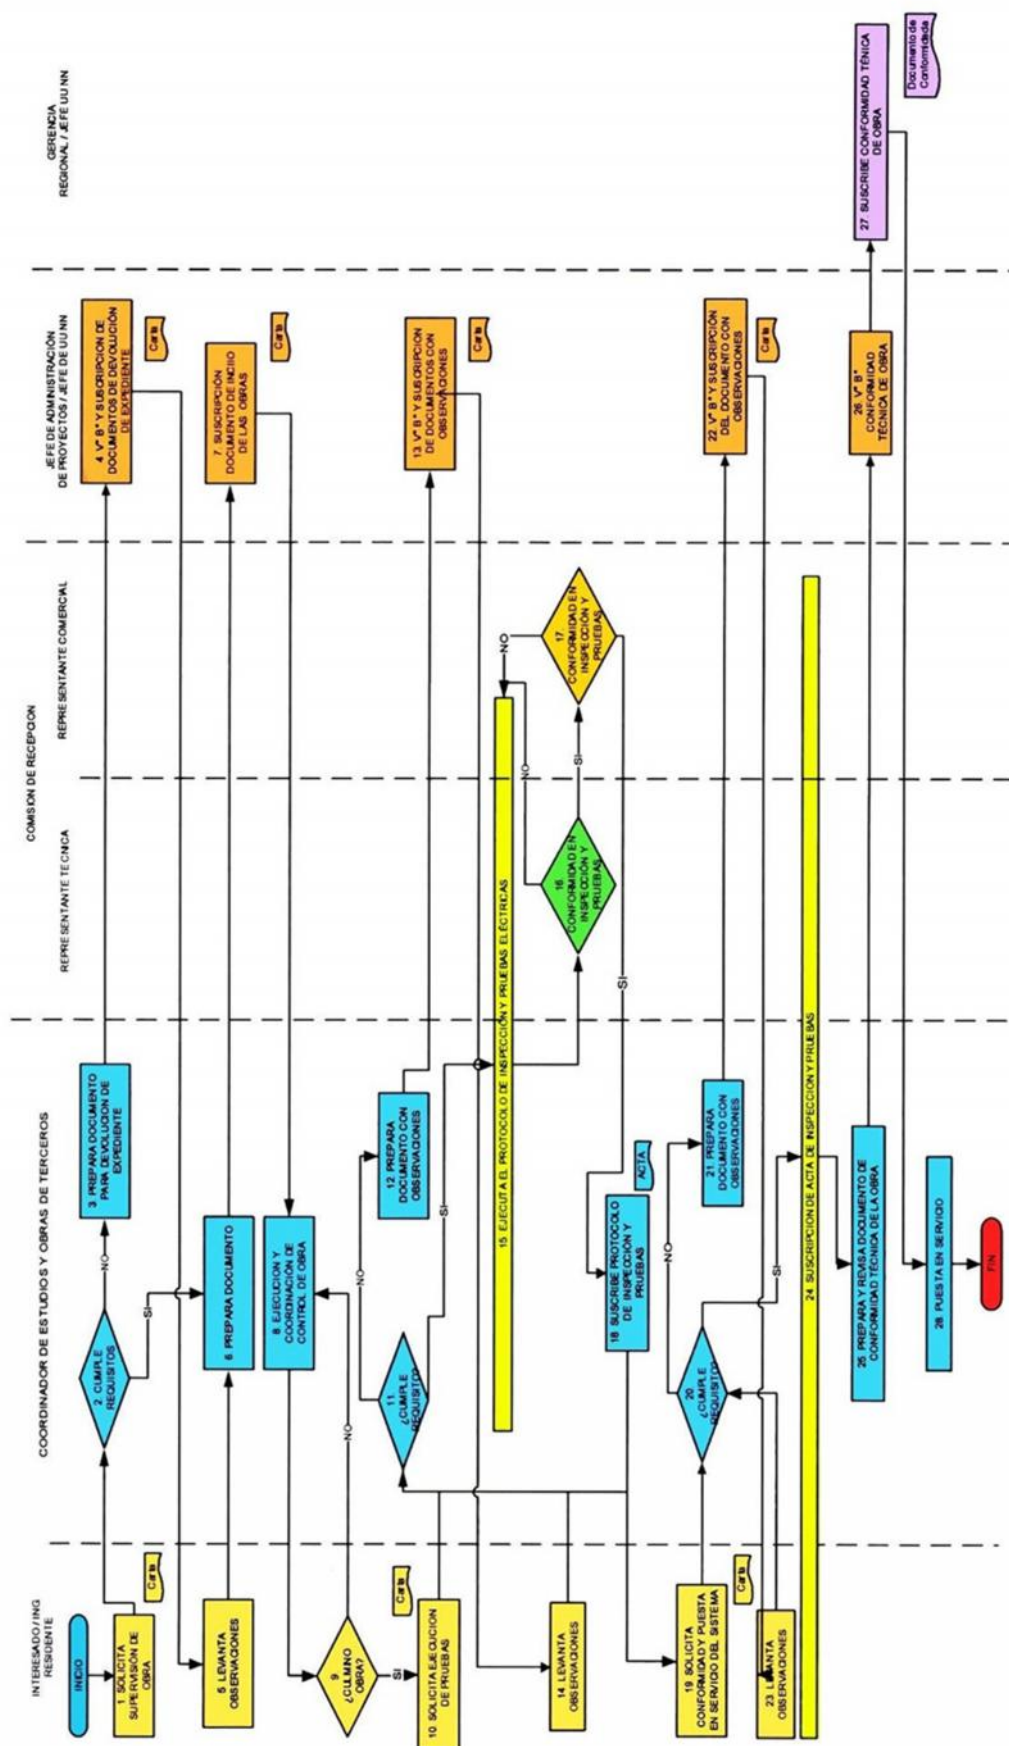 INTERESADO / ING
RESIDENTE
COORDINADOR DE ESTUDIOS Y OBRAS DE TERCEROS
COMISION DE RECEPCION
REPRESENTANTE TECNICA
REPRESENTANTE COMERCIAL
JEFE DE ADMINISTRACIÓN
DE PROYECTOS / JEFE DE UU NN
GERENCIA
REGIONAL / JEFE UU NN
INICIO
1. SOLICITA
SUPERVISIÓN DE
OBRA
Carta
2. CUMPLE
REQUISITOS
NO
SI
3. PREPARA DOCUMENTO
PARA DEVOLUCION DE
EXPEDIENTE
4. V° B° Y SUSCRIPCION DE
DOCUMENTOS DE DEVOLUCIÓN
DE EXPEDIENTE
Carta
5. LEVANTA
OBSERVACIONES
6. PREPARA DOCUMENTO
7. SUSCRIPCIÓN
DOCUMENTO DE INCIIO
DE LAS OBRAS
Carta
8. EJECUCION Y
COORDINACIÓN DE
CONTROL DE OBRA
9.
¿CULMINO
OBRA?
NO
SI
10. SOLICITA EJECUCION
DE PRUEBAS
Carta
11.
¿CUMPLE
REQUISITO?
NO
SI
12. PREPARA
DOCUMENTO CON
OBSERVACIONES
13. V° B° Y SUSCRIPCION
DE DOCUMENTOS CON
OBSERVACIONES
Carta
14. LEVANTA
OBSERVACIONES
15 EJECUTA EL PROTOCOLO DE INSPECCIÓN Y PRUEBAS ELÉCTRICAS
16.
CONFORMIDAD EN
INSPECCIÓN Y
PRUEBAS
NO
SI
17.
CONFORMIDAD EN
INSPECCIÓN Y
PRUEBAS
NO
SI
18. SUSCRIBE PROTOCOLO
DE INSPECCIÓN Y
PRUEBAS
ACTA
19. SOLICITA
CONFORMIDAD Y PUESTA
EN SERVICIO DEL SISTEMA
Carta
20.
¿CUMPLE
REQUISITO?
NO
SI
21. PREPARA
DOCUMENTO CON
OBSERVACIONES
22. V° B° Y SUSCRIPCIÓN
DEL DOCUMENTO CON
OBSERVACIONES
Carta
23. LEVANTA
OBSERVACIONES
24. SUSCRIPCION DE ACTA DE INSPECCION Y PRUEBAS
25. PREPARA Y REVISA DOCUMENTO DE
CONFORMIDAD TÉCNICA DE LA OBRA
26. V° B°
CONFORMIDAD
TÉCNICA DE OBRA
27. SUSCRIBE CONFORMIDAD TÉNICA
DE OBRA
Documento de
Conformidada
28. PUESTA EN SERVICIO
FIN